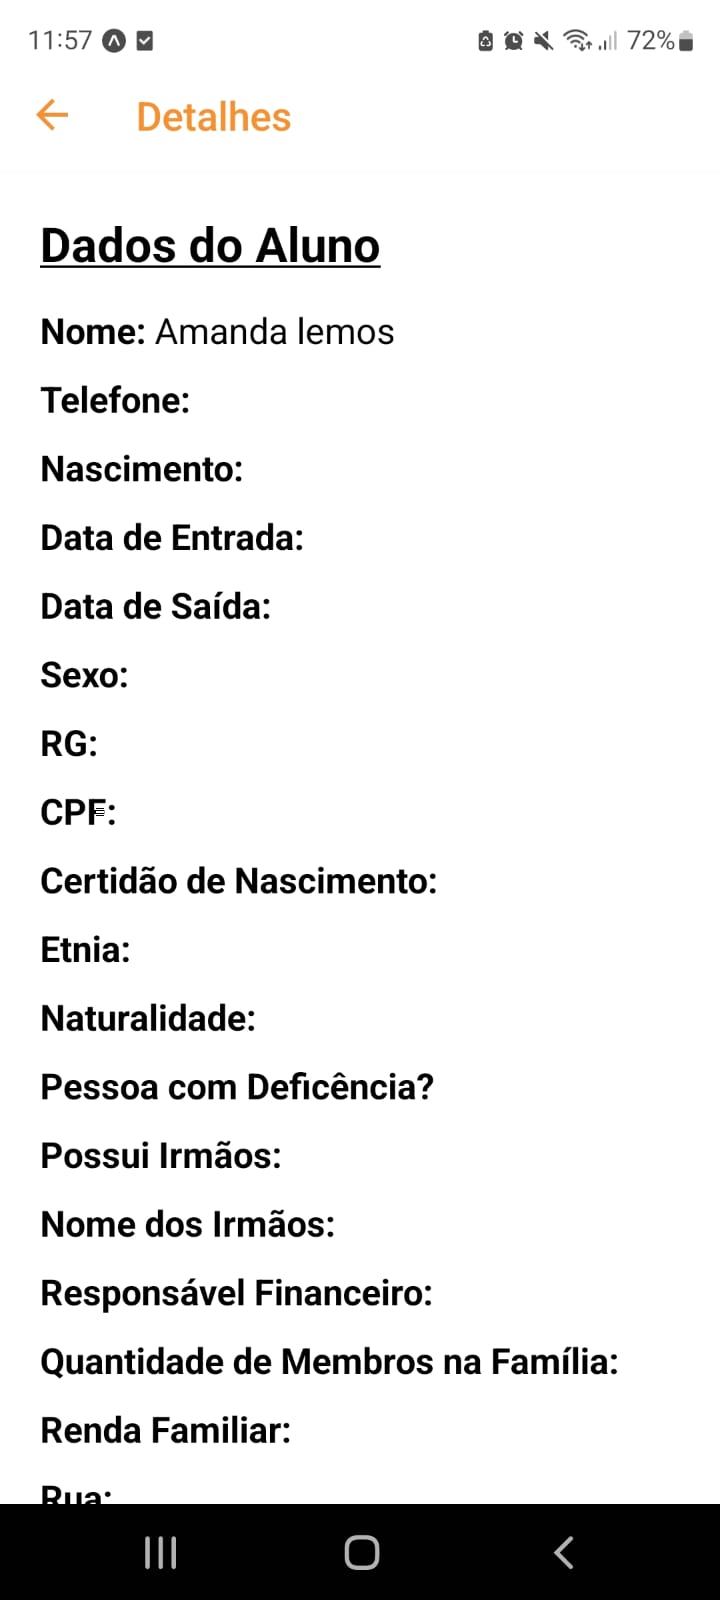 11:57 72%
Detalhes
Dados do Aluno
Nome: Amanda lemos
Telefone:
Nascimento:
Data de Entrada:
Data de Saída:
Sexo:
RG:
CPF:
Certidão de Nascimento:
Etnia:
Naturalidade:
Pessoa com Deficência?
Possui Irmãos:
Nome dos Irmãos:
Responsável Financeiro:
Quantidade de Membros na Família:
Renda Familiar:
Rua: